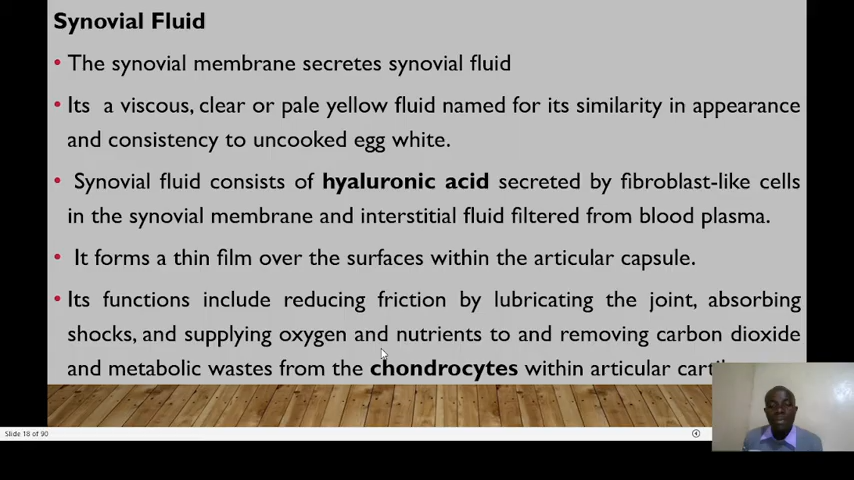 Synovial Fluid
• The synovial membrane secretes synovial fluid
• Its a viscous, clear or pale yellow fluid named for its similarity in appearance
and consistency to uncooked egg white.
• Synovial fluid consists of hyaluronic acid secreted by fibroblast-like cells
in the synovial membrane and interstitial fluid filtered from blood plasma.
• It forms a thin film over the surfaces within the articular capsule.
• Its functions include reducing friction by lubricating the joint, absorbing
shocks, and supplying oxygen and nutrients to and removing carbon dioxide
and metabolic wastes from the chondrocytes within articular
Slide 18 of 90